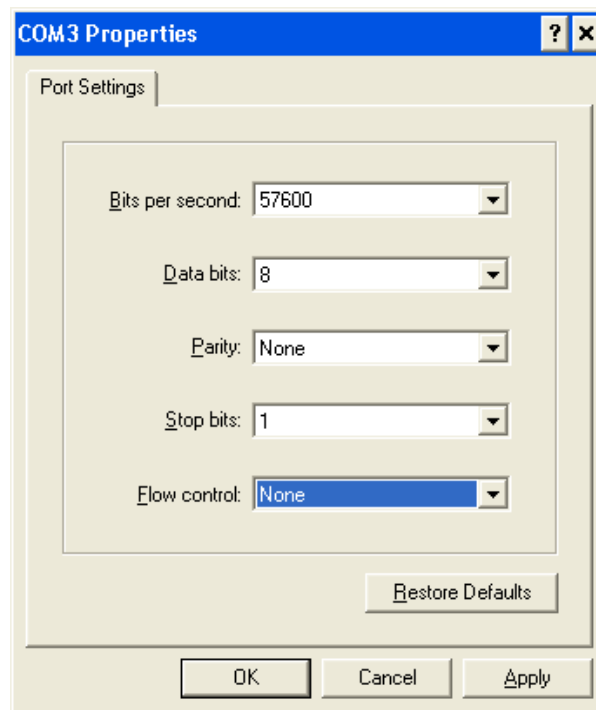 COM3 Properties
Port Settings
Bits per second: 57600
Data bits: 8
Parity: None
Stop bits: 1
Flow control: None
Restore Defaults
OK Cancel Apply